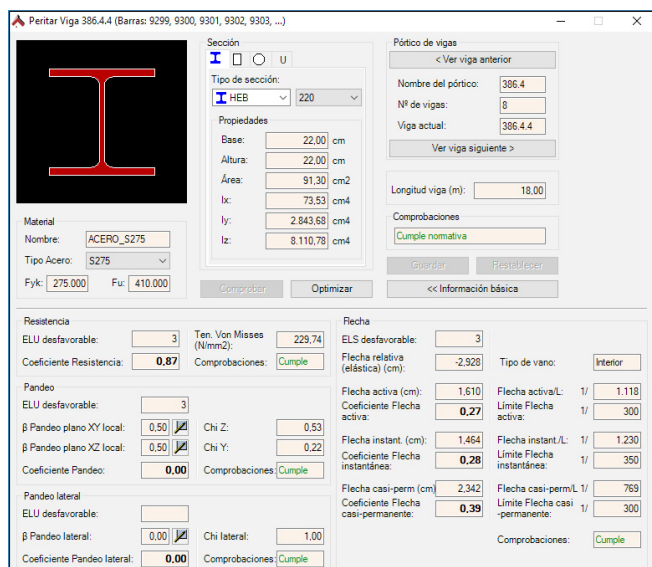 Peritar Viga 386.4.4 (Barras: 9299, 9300, 9301, 9302, 9303, ...)
Sección
U
Tipo de sección:
HEB 220
Propiedades
Base: 22,00 cm
Altura: 22,00 cm
Área: 91,30 cm2
Ix: 73,53 cm4
Iy: 2.843,68 cm4
Iz: 8.110,78 cm4
Comprobar Optimizar
Pórtico de vigas
< Ver viga anterior
Nombre del pórtico: 386.4
Nº de vigas: 8
Viga actual: 386.4.4
Ver viga siguiente >
Longitud viga (m): 18,00
Comprobaciones
Cumple normativa
Guardar Restablecer
<< Información básica
Material
Nombre: ACERO_S275
Tipo Acero: S275
Fyk: 275.000 Fu: 410.000
Resistencia
ELU desfavorable: 3 Ten. Von Misses (N/mm2): 229,74
Coeficiente Resistencia: 0,87 Comprobaciones: Cumple
Pandeo
ELU desfavorable: 3
β Pandeo plano XY local: 0,50 Chi Z: 0,53
β Pandeo plano XZ local: 0,50 Chi Y: 0,22
Coeficiente Pandeo: 0,00 Comprobaciones: Cumple
Pandeo lateral
ELU desfavorable:
β Pandeo lateral: 0,00 Chi lateral: 1,00
Coeficiente Pandeo lateral: 0,00 Comprobaciones: Cumple
Flecha
ELS desfavorable: 3
Flecha relativa (elástica) (cm): -2,928 Tipo de vano: Interior
Flecha activa (cm): 1,610 Flecha activa/L: 1/ 1.118
Coeficiente Flecha activa: 0,27 Límite Flecha activa: 1/ 300
Flecha instant. (cm): 1,464 Flecha instant./L: 1/ 1.230
Coeficiente Flecha instantánea: 0,28 Límite Flecha instantánea: 1/ 350
Flecha casi-perm (cm) 2,342 Flecha casi-perm/L 1/ 769
Coeficiente Flecha casi-permanente: 0,39 Límite Flecha casi -permanente: 1/ 300
Comprobaciones: Cumple